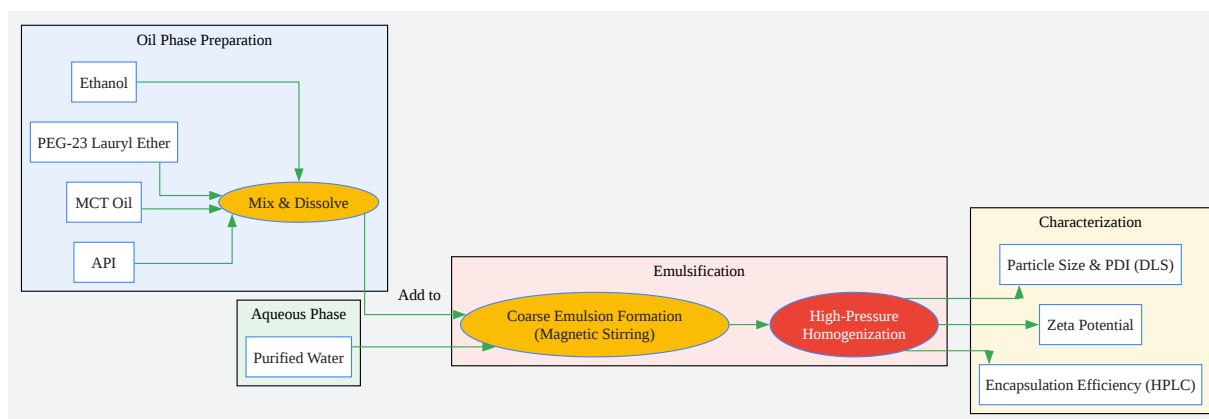 Oil Phase Preparation
Ethanol
PEG-23 Lauryl Ether
MCT Oil
Mix & Dissolve
API
Add to
Aqueous Phase
Purified Water
Emulsification
Coarse Emulsion Formation
(Magnetic Stirring)
High-Pressure
Homogenization
Characterization
Particle Size & PDI (DLS)
Zeta Potential
Encapsulation Efficiency (HPLC)